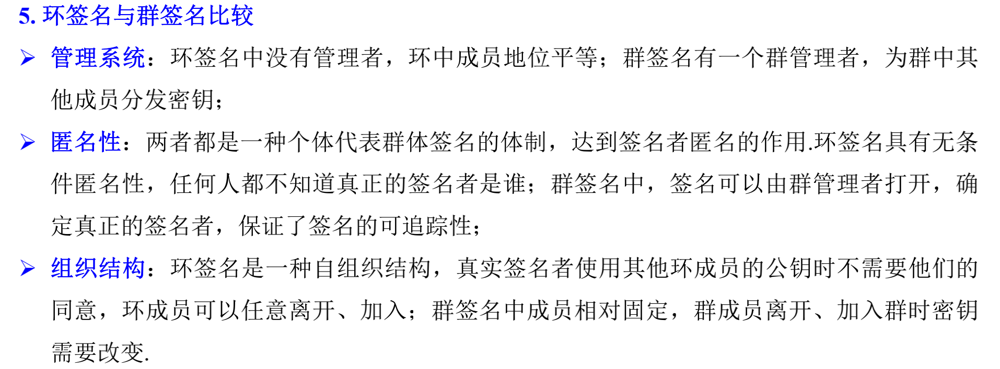 5. 环签名与群签名比较
➢ 管理系统：环签名中没有管理者，环中成员地位平等；群签名有一个群管理者，为群中其
他成员分发密钥；
➢ 匿名性：两者都是一种个体代表群体签名的体制，达到签名者匿名的作用.环签名具有无条
件匿名性，任何人都不知道真正的签名者是谁；群签名中，签名可以由群管理者打开，确
定真正的签名者，保证了签名的可追踪性；
➢ 组织结构：环签名是一种自组织结构，真实签名者使用其他环成员的公钥时不需要他们的
同意，环成员可以任意离开、加入；群签名中成员相对固定，群成员离开、加入群时密钥
需要改变.